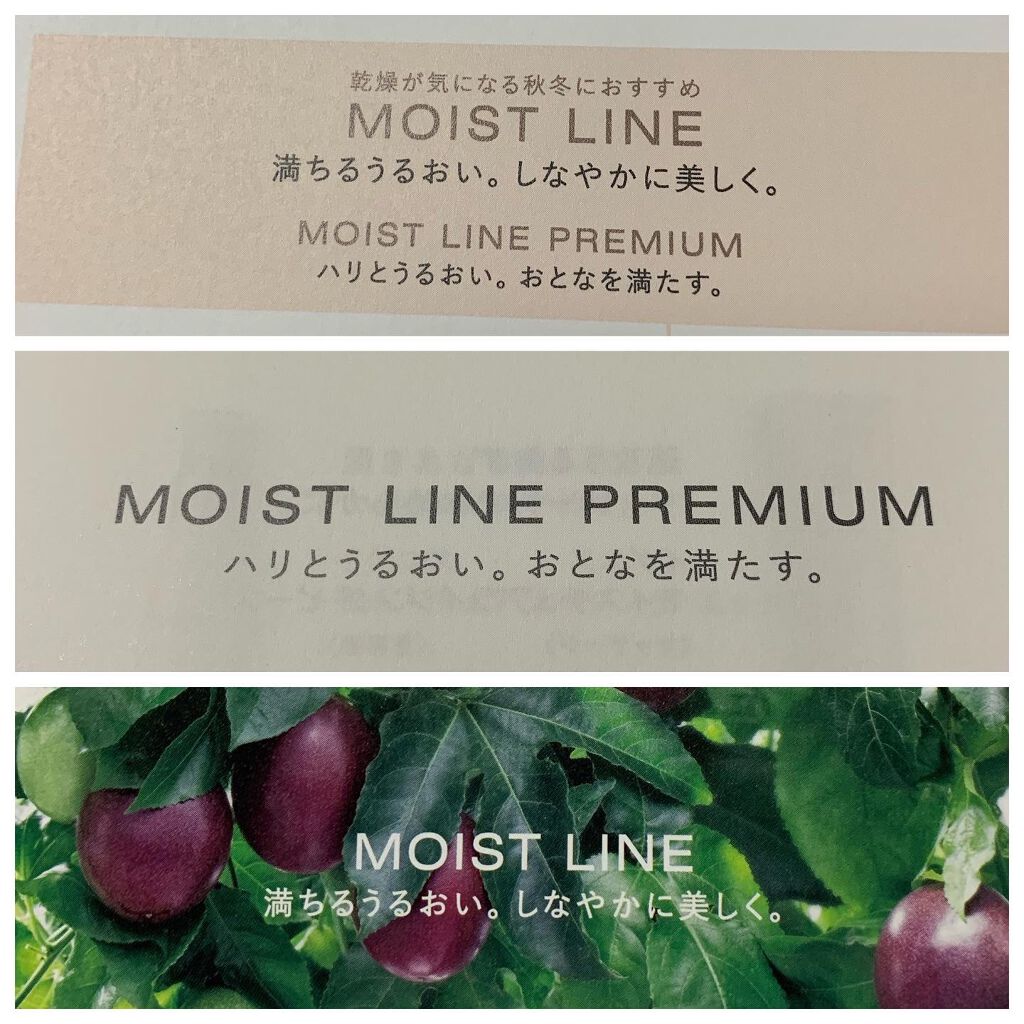 乾燥が気になる秋冬におすすめ
MOIST LINE
満ちるうるおい。しなやかに美しく。
MOIST LINE PREMIUM
ハリとうるおい。おとなを満たす。
MOIST LINE PREMIUM
ハリとうるおい。おとなを満たす。
MOIST LINE
満ちるうるおい。しなやかに美しく。